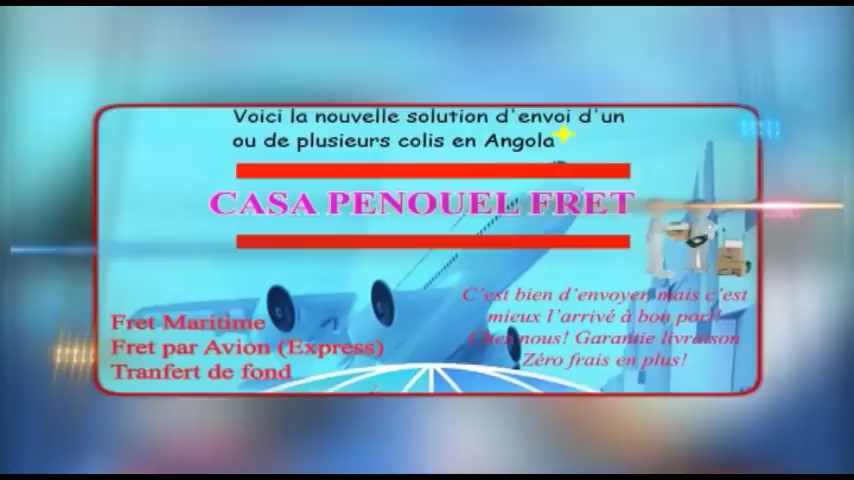 Voici la nouvelle solution d'envoi d'un
ou de plusieurs colis en Angola
CASA PENOUEL FRET
C'est bien d'envoyer, mais c'est
mieux l'arrivé à bon port!
Chez nous! Garantie livraison
Zéro frais en plus!
Fret Maritime
Fret par Avion (Express)
Tranfert de fond